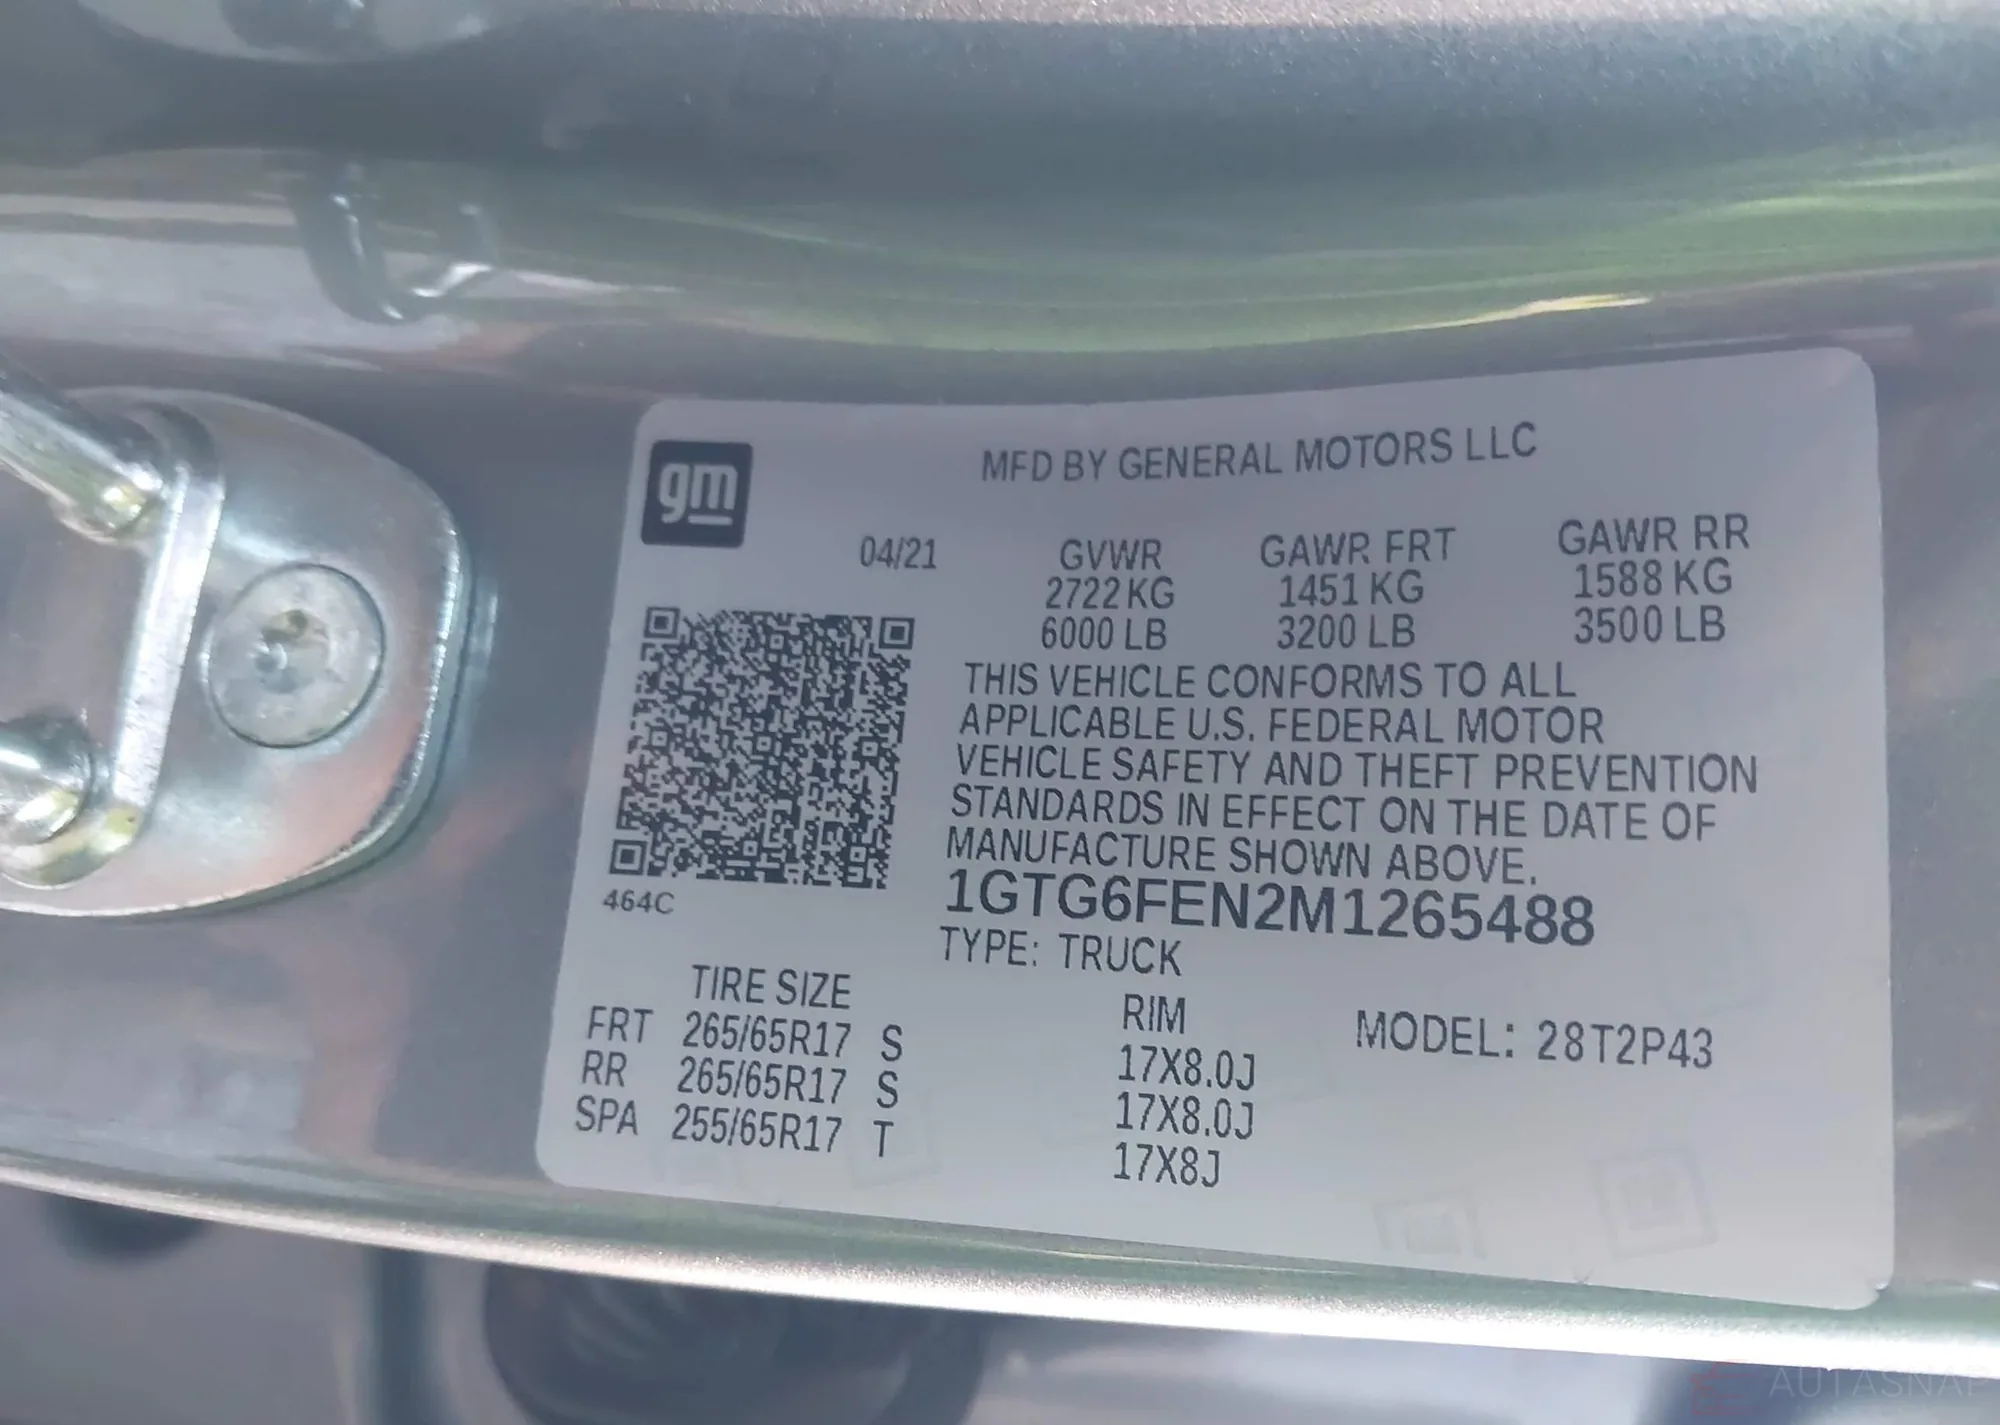 gm
MFD BY GENERAL MOTORS LLC
04/21 GVWR GAWR FRT GAWR RR
2722 KG 1451 KG 1588 KG
6000 LB 3200 LB 3500 LB
THIS VEHICLE CONFORMS TO ALL
APPLICABLE U.S. FEDERAL MOTOR
VEHICLE SAFETY AND THEFT PREVENTION
STANDARDS IN EFFECT ON THE DATE OF
MANUFACTURE SHOWN ABOVE.
1GTG6FEN2M1265488
464C
TYPE: TRUCK
TIRE SIZE RIM MODEL: 28T2P43
FRT 265/65R17 S 17X8.0J
RR 265/65R17 S 17X8.0J
SPA 255/65R17 T 17X8J